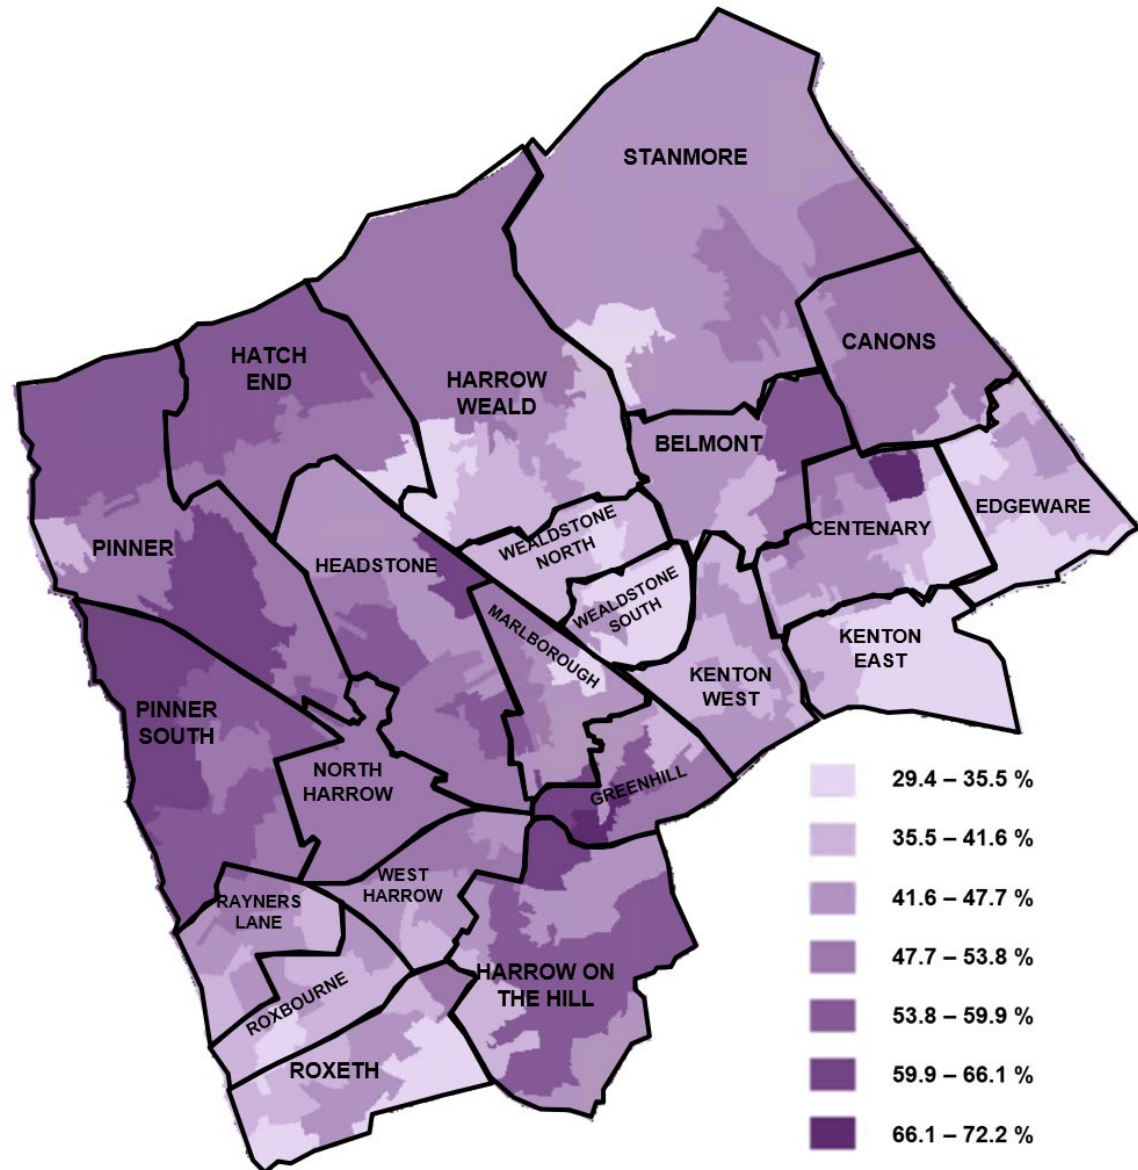 STANMORE
HATCH
END
HARROW
WEALD
CANONS
BELMONT
PINNER
HEADSTONE
WEALDSTONE
NORTH
CENTENARY
EDGEWARE
MARLBOROUGH
WEALDSTONE
SOUTH
KENTON
EAST
KENTON
WEST
PINNER
SOUTH
NORTH
HARROW
GREENHILL
WEST
HARROW
RAYNERS
LANE
HARROW ON
THE HILL
ROXBOURNE
ROXETH
29.4 – 35.5 %
35.5 – 41.6 %
41.6 – 47.7 %
47.7 – 53.8 %
53.8 – 59.9 %
59.9 – 66.1 %
66.1 – 72.2 %